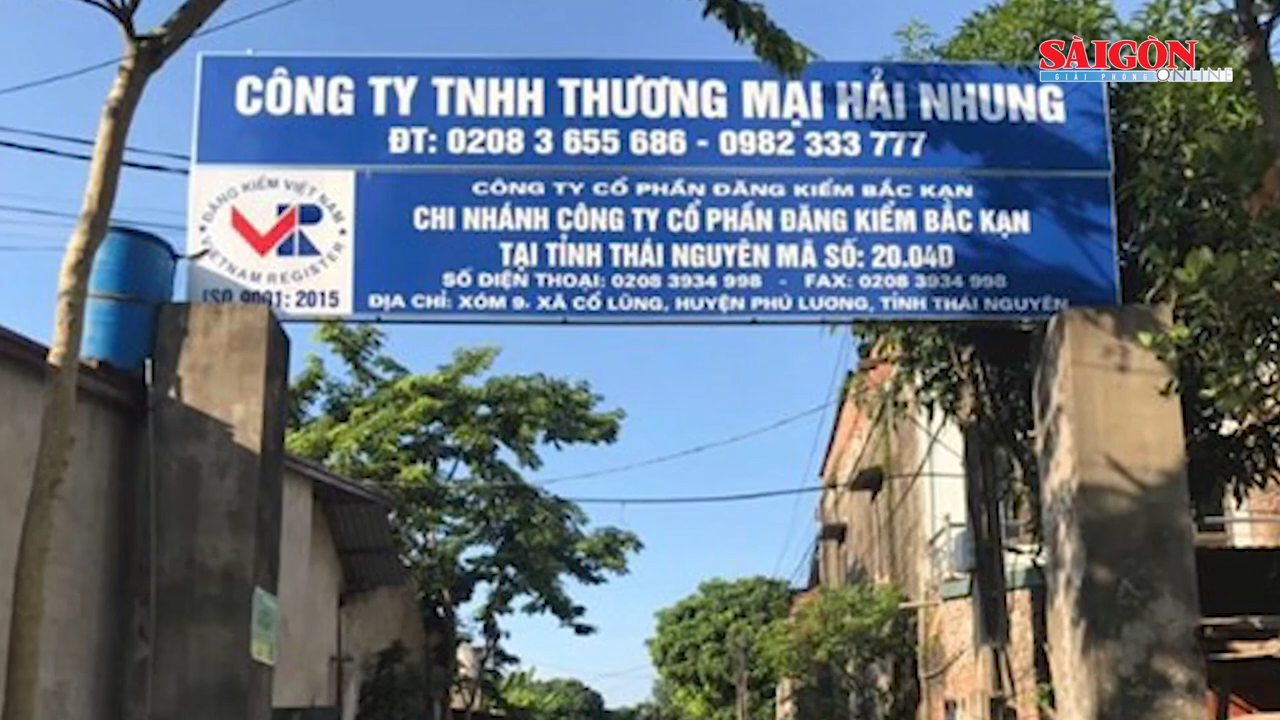 SÀIGÒN
GIẢI PHÓNG ONLINE
CÔNG TY TNHH THƯƠNG MẠI HẢI NHUNG
ĐT: 0208 3 655 686 - 0982 333 777
ĐĂNG KIỂM VIỆT NAM
VIETNAM REGISTER
VR
ISO 9001: 2015
CÔNG TY CỔ PHẦN ĐĂNG KIỂM BẮC KẠN
CHI NHÁNH CÔNG TY CỔ PHẦN ĐĂNG KIỂM BẮC KẠN
TẠI TỈNH THÁI NGUYÊN MÃ SỐ: 20.04D
SỐ ĐIỆN THOẠI: 0208 3934 998 - FAX: 0208 3934 998
ĐỊA CHỈ: XÓM 9- XÃ CỔ LŨNG, HUYỆN PHÚ LƯƠNG, TỈNH THÁI NGUYÊN